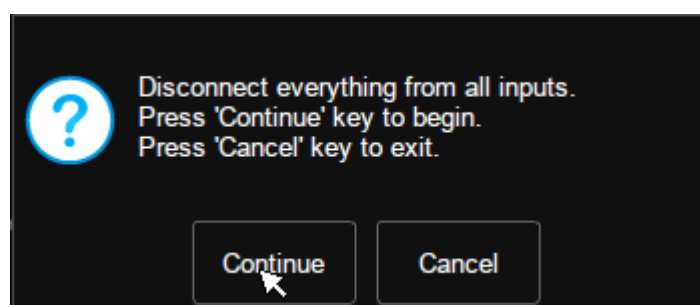 Disconnect everything from all inputs.
Press 'Continue' key to begin.
Press 'Cancel' key to exit.
Continue
Cancel